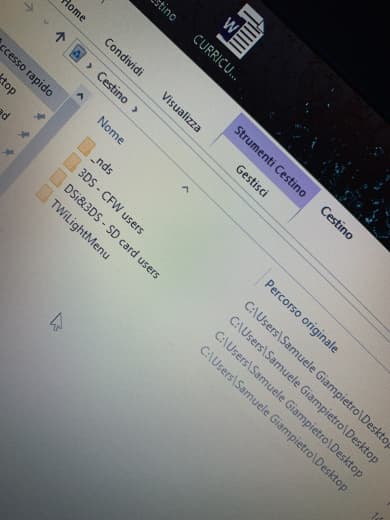 estino
CURRICU...
Home
Condividi
Visualizza
Strumenti Cestino
Gestisci
Cestino
Cestino
Accesso rapido
ktop
ad
Nome
Percorso originale
_nds
C:\Users\Samuele Giampietro\Desktop
3DS - CFW users
C:\Users\Samuele Giampietro\Desktop
DSi&3DS - SD card users
C:\Users\Samuele Giampietro\Desktop
TWiLightMenu
C:\Users\Samuele Giampietro\Desktop